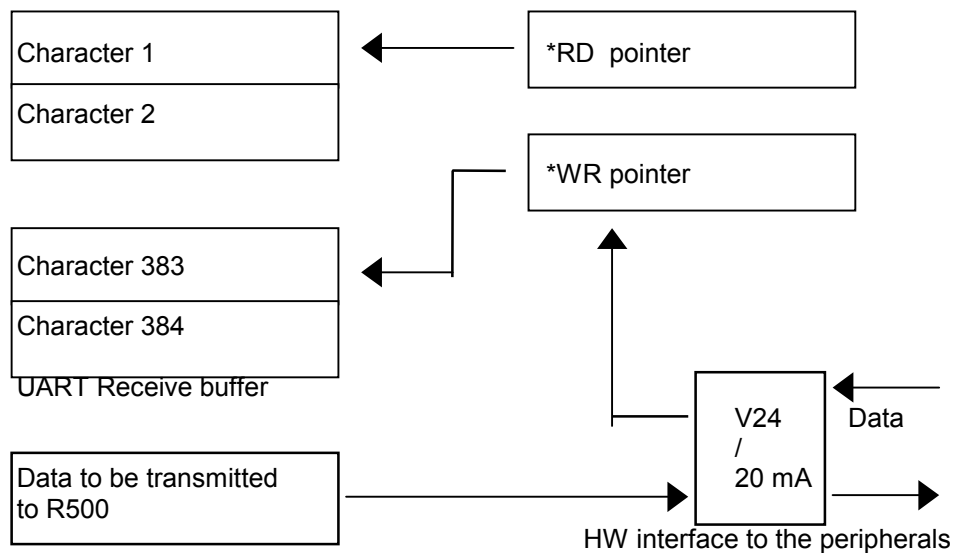 Character 1
*RD pointer
Character 2
*WR pointer
Character 383
Character 384
UART Receive buffer
V24
/
20 mA
Data
Data to be transmitted
to R500
HW interface to the peripherals